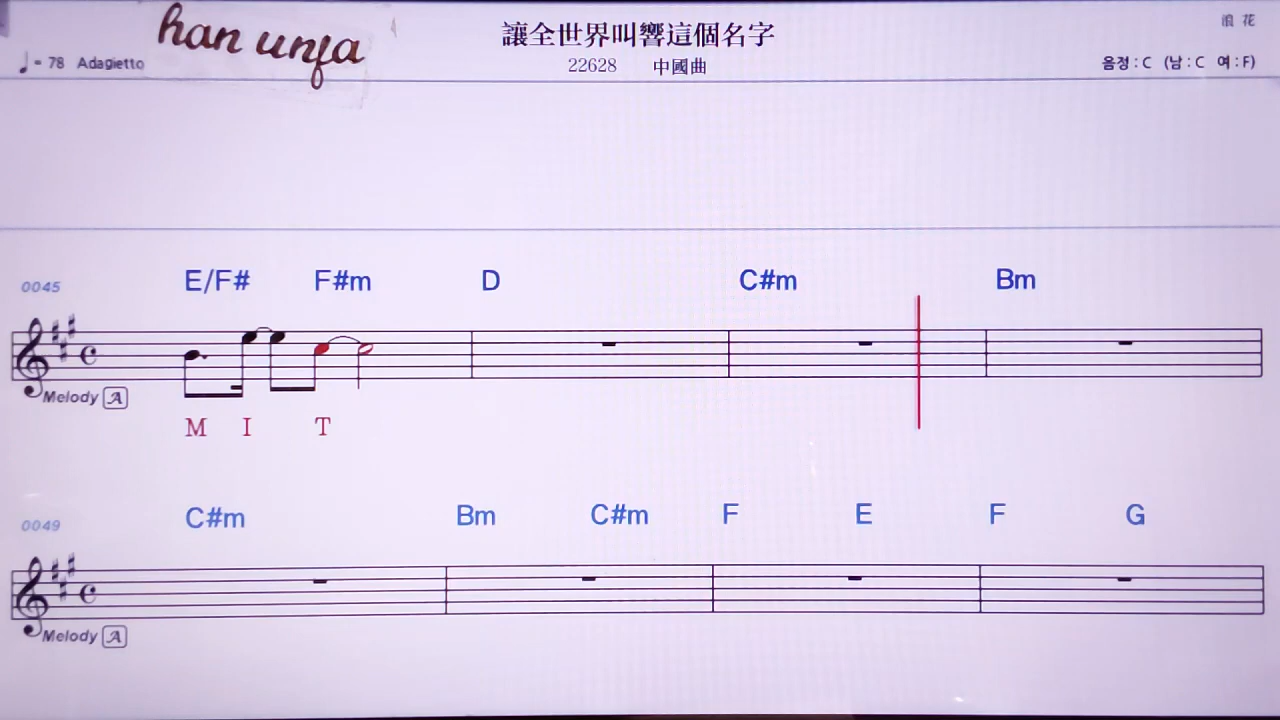 han unfa
讓全世界叫響這個名字
浪 花
♩= 78 Adagietto
22628 中國曲
음정 : C (남 : C 여 : F)
0045 E/F# F#m D C#m Bm
Melody A
M I T
0049 C#m Bm C#m F E F G
Melody A